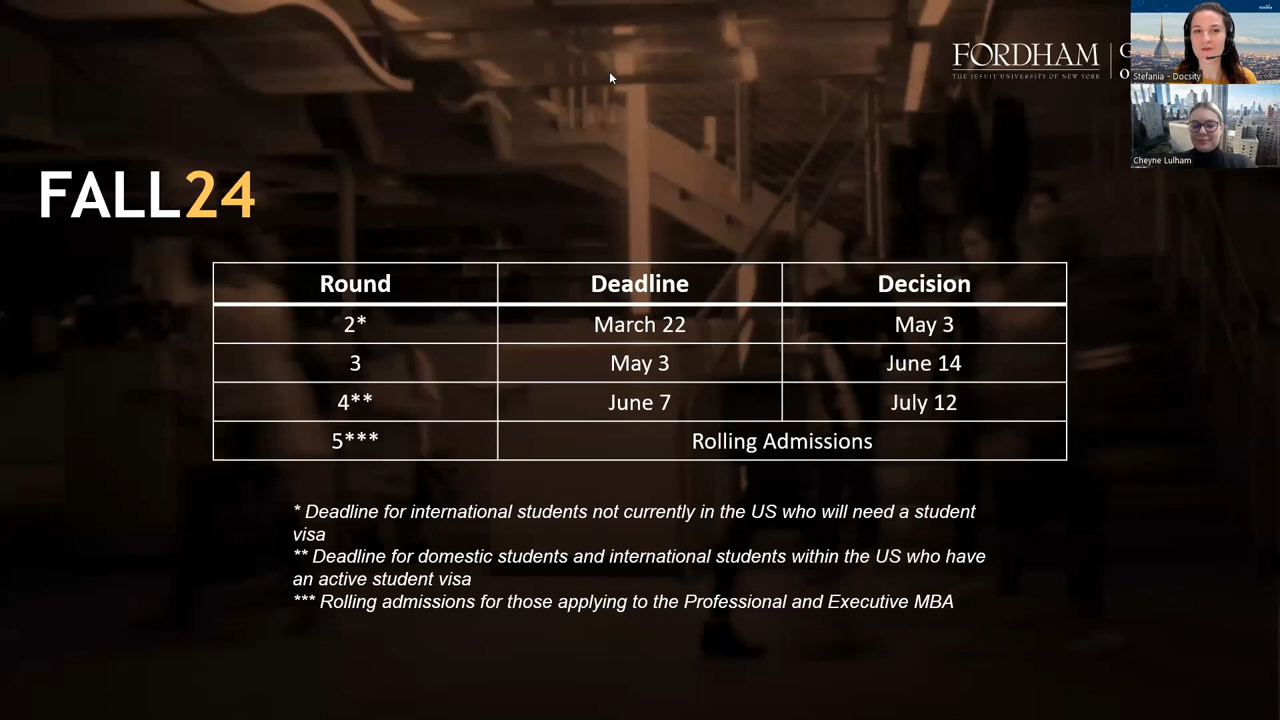 FORDHAM
THE JESUIT UNIVERSITY OF NEW YORK
G
O
Stefania - Docsity
Cheyne Lulham
FALL24
Round Deadline Decision
2* March 22 May 3
3 May 3 June 14
4** June 7 July 12
5*** Rolling Admissions
* Deadline for international students not currently in the US who will need a student
visa
** Deadline for domestic students and international students within the US who have
an active student visa
*** Rolling admissions for those applying to the Professional and Executive MBA